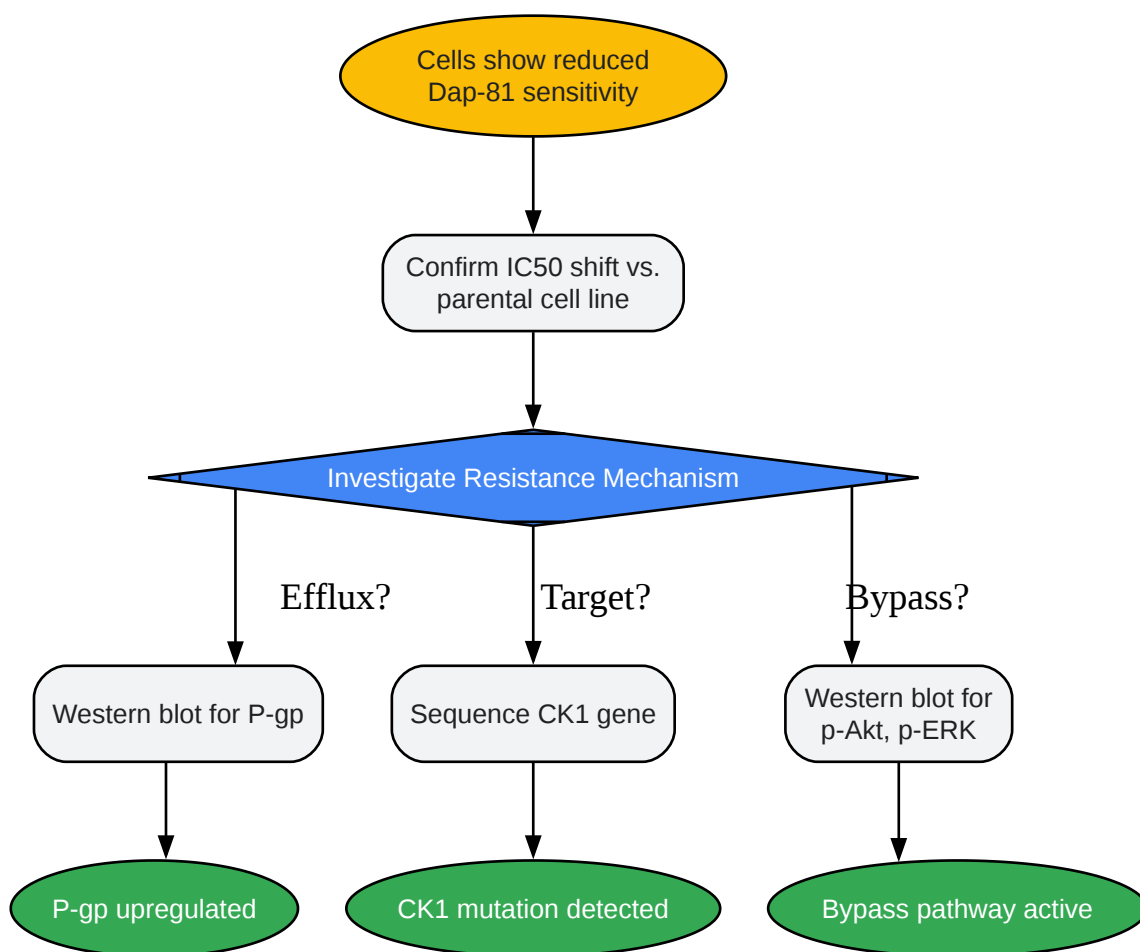 Cells show reduced
Dap-81 sensitivity
Confirm IC50 shift vs.
parental cell line
Investigate Resistance Mechanism
Efflux?
Target?
Bypass?
Western blot for P-gp
Sequence CK1 gene
Western blot for
p-Akt, p-ERK
P-gp upregulated
CK1 mutation detected
Bypass pathway active